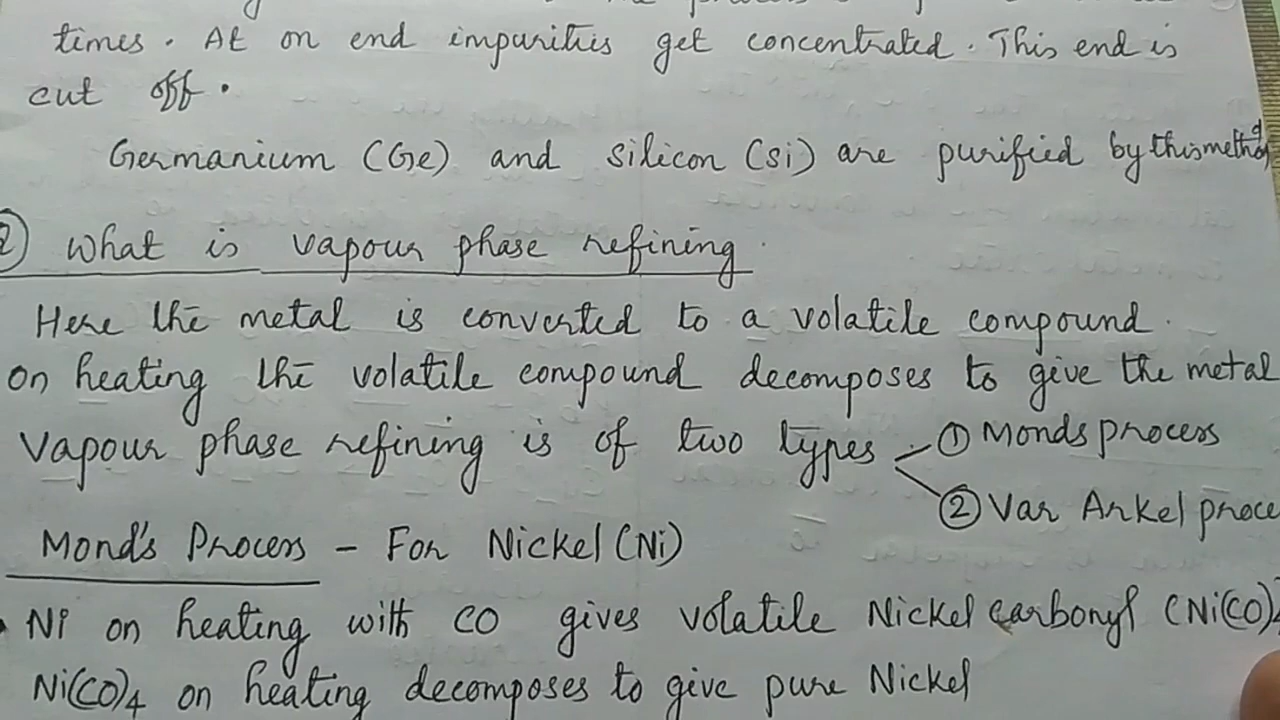 times. At on end impuritis get concentrated. This end is
cut off.
Germanium (Ge) and silicon (si) are purified by this method
2) What is vapour phase refining.
Here the metal is converted to a volatile compound.
on heating the volatile compound decomposes to give the metal
Vapour phase refining is of two types
① Monds process
② Var Arkel proce
Mond's Process - For Nickel (Ni)
• Ni on heating with CO gives volatile Nickel carbonyl (Ni(CO)4
Ni(CO)4 on heating decomposes to give pure Nickel